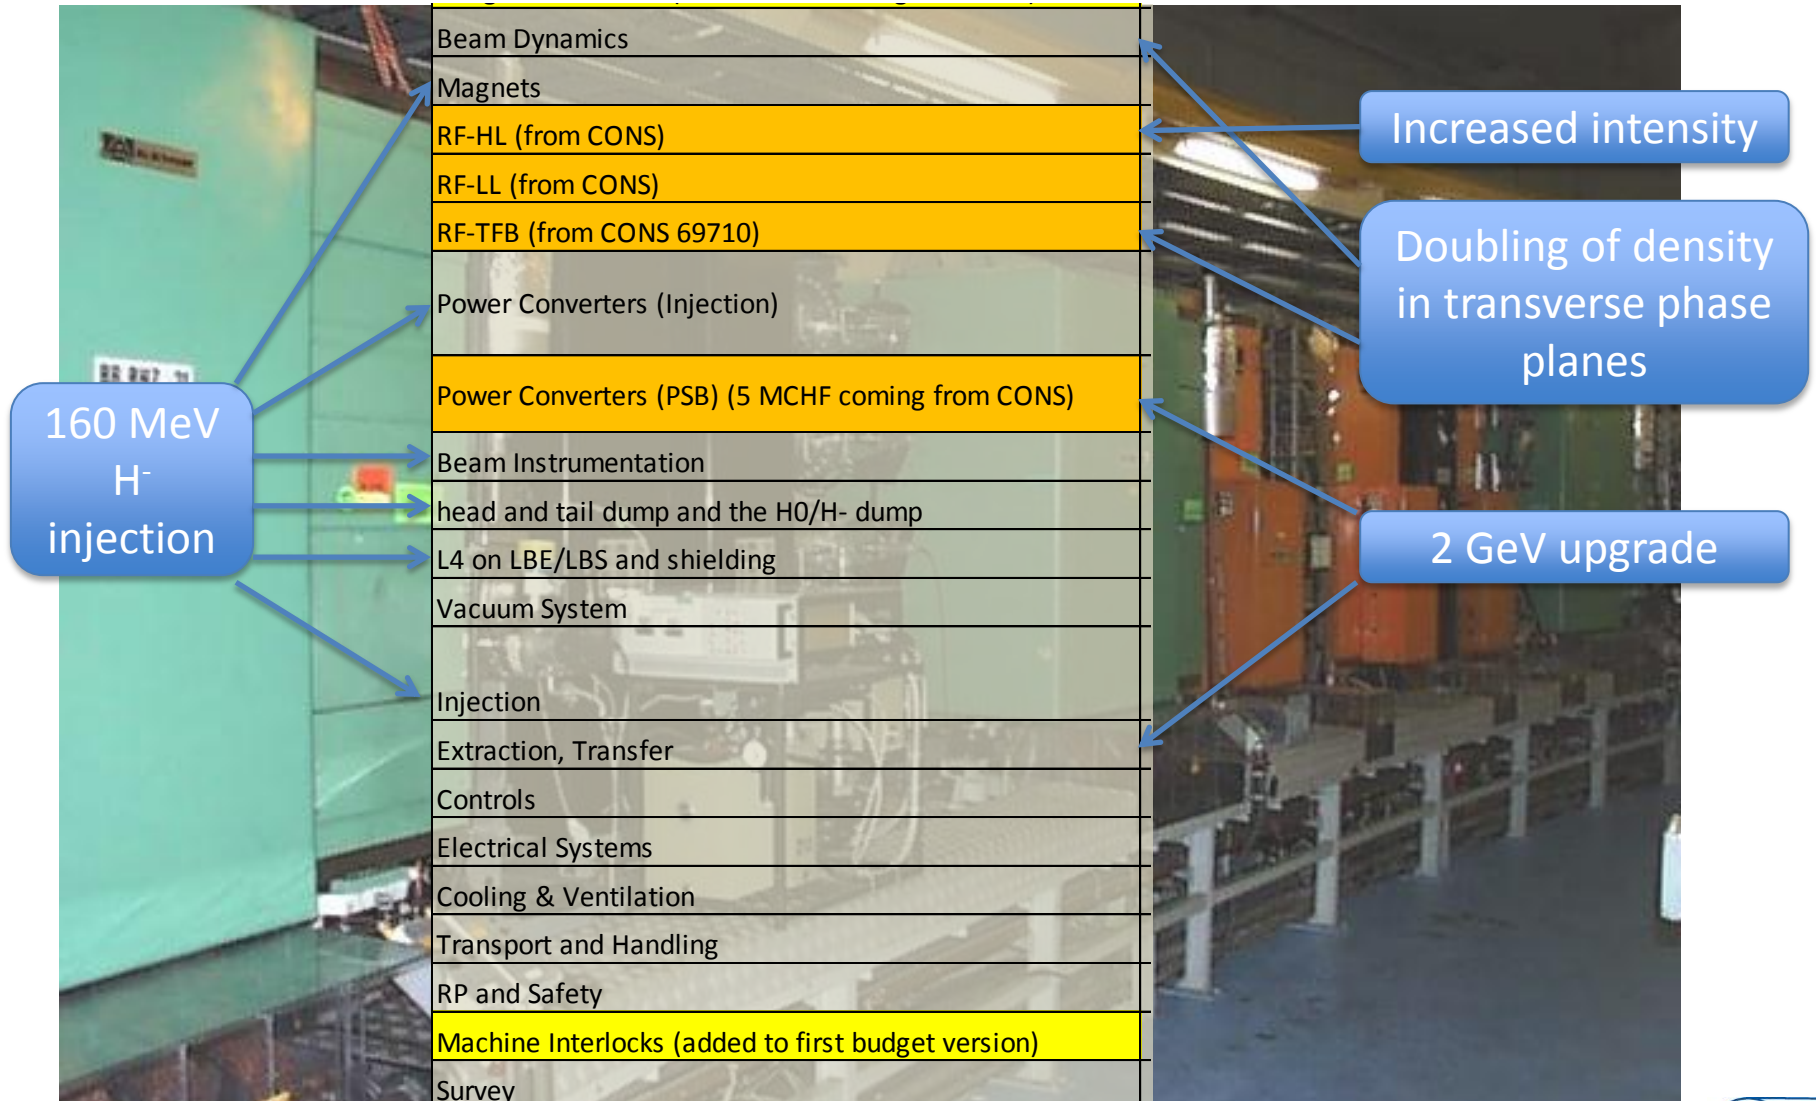 Beam Dynamics
Magnets
RF-HL (from CONS)
RF-LL (from CONS)
RF-TFB (from CONS 69710)
Power Converters (Injection)
Power Converters (PSB) (5 MCHF coming from CONS)
Beam Instrumentation
head and tail dump and the H0/H- dump
L4 on LBE/LBS and shielding
Vacuum System
Injection
Extraction, Transfer
Controls
Electrical Systems
Cooling & Ventilation
Transport and Handling
RP and Safety
Machine Interlocks (added to first budget version)
Survey
160 MeV
H-
injection
Increased intensity
Doubling of density
in transverse phase
planes
2 GeV upgrade